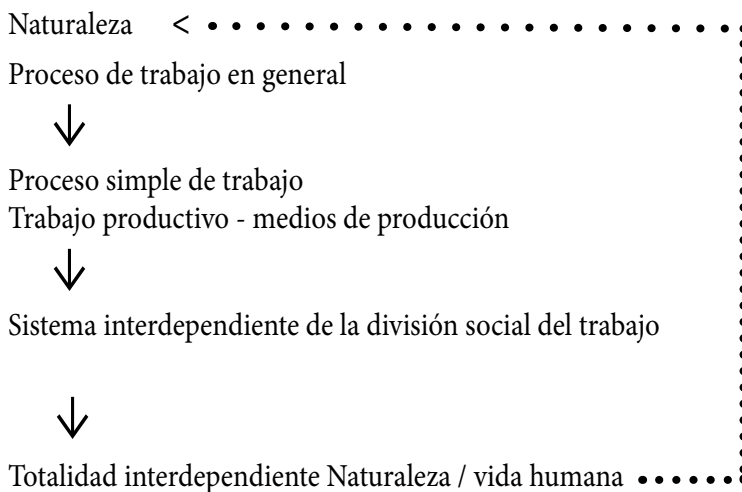 Naturaleza <
Proceso de trabajo en general
Proceso simple de trabajo
Trabajo productivo - medios de producción
Sistema interdependiente de la división social del trabajo
Totalidad interdependiente Naturaleza / vida humana